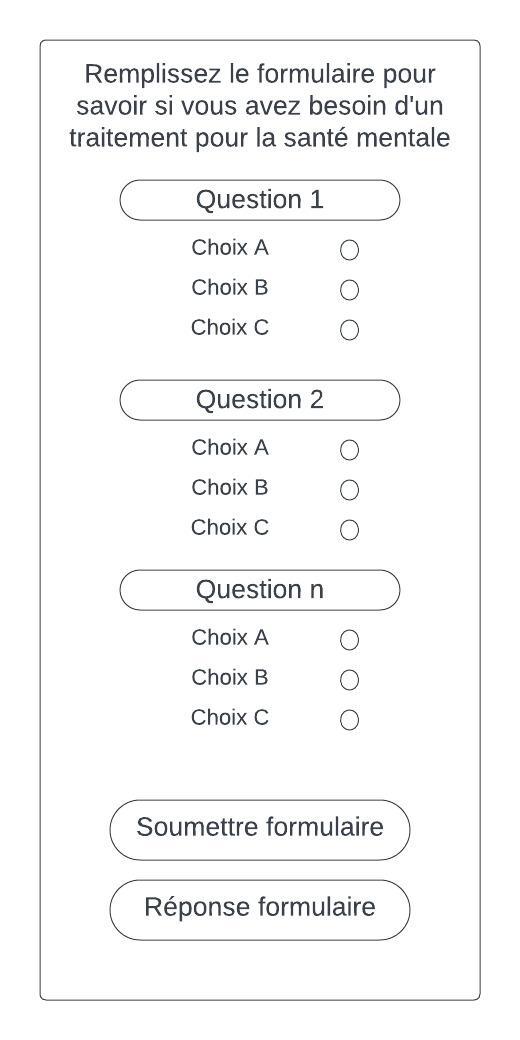 Remplissez le formulaire pour
savoir si vous avez besoin d'un
traitement pour la santé mentale
Question 1
Choix A
Choix B
Choix C
Question 2
Choix A
Choix B
Choix C
Question n
Choix A
Choix B
Choix C
Soumettre formulaire
Réponse formulaire